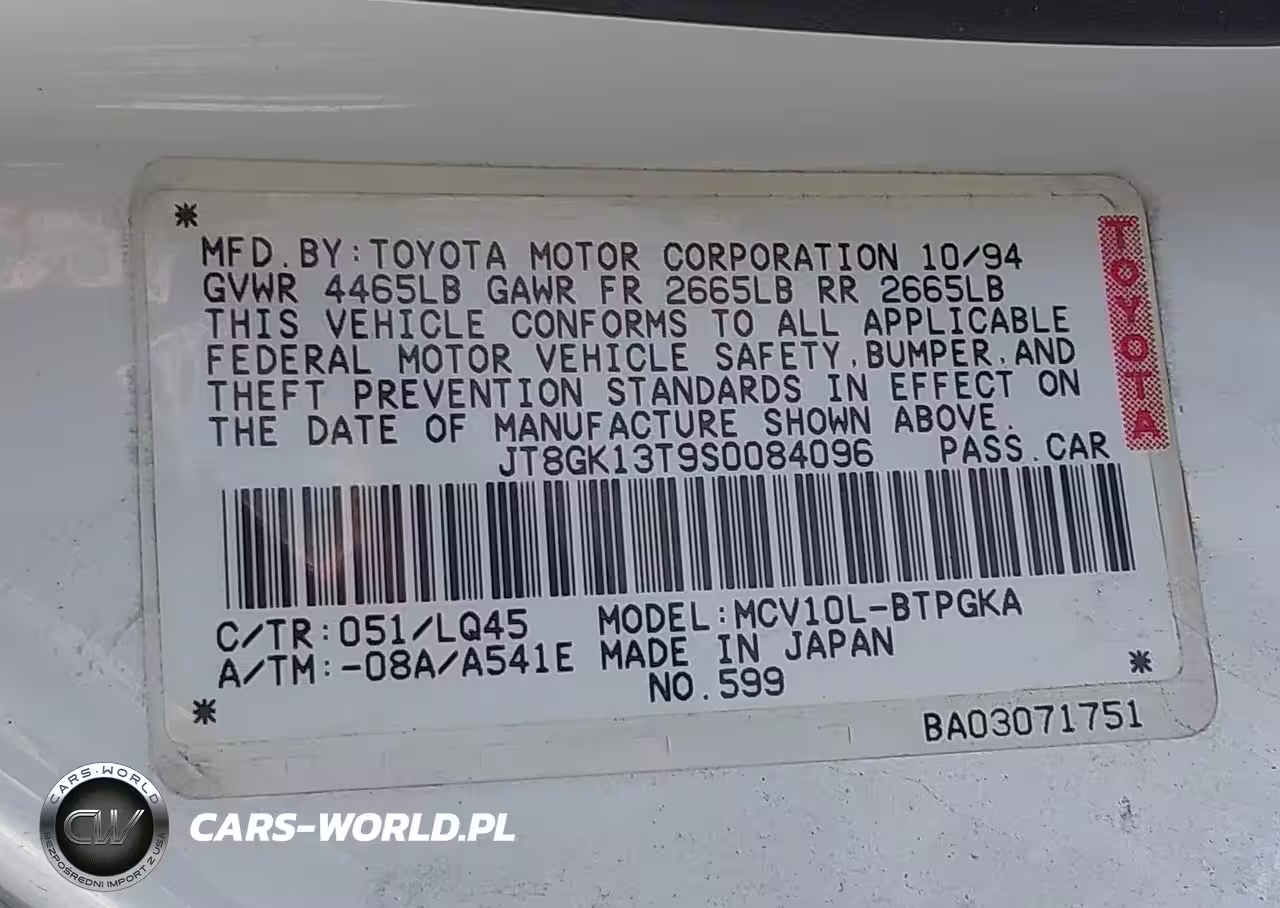 MFD.BY:TOYOTA MOTOR CORPORATION 10/94
GVWR 4465LB GAWR FR 2665LB RR 2665LB
THIS VEHICLE CONFORMS TO ALL APPLICABLE
FEDERAL MOTOR VEHICLE SAFETY,BUMPER,AND
THEFT PREVENTION STANDARDS IN EFFECT ON
THE DATE OF MANUFACTURE SHOWN ABOVE.
JT8GK13T9S0084096 PASS.CAR
TOYOTA
C/TR:051/LQ45 MODEL:MCV10L-BTPGKA
A/TM:-08A/A541E MADE IN JAPAN
NO.599
BA03071751
CARS-WORLD
CW
BEZPOŚREDNI IMPORT Z USA
CARS-WORLD.PL